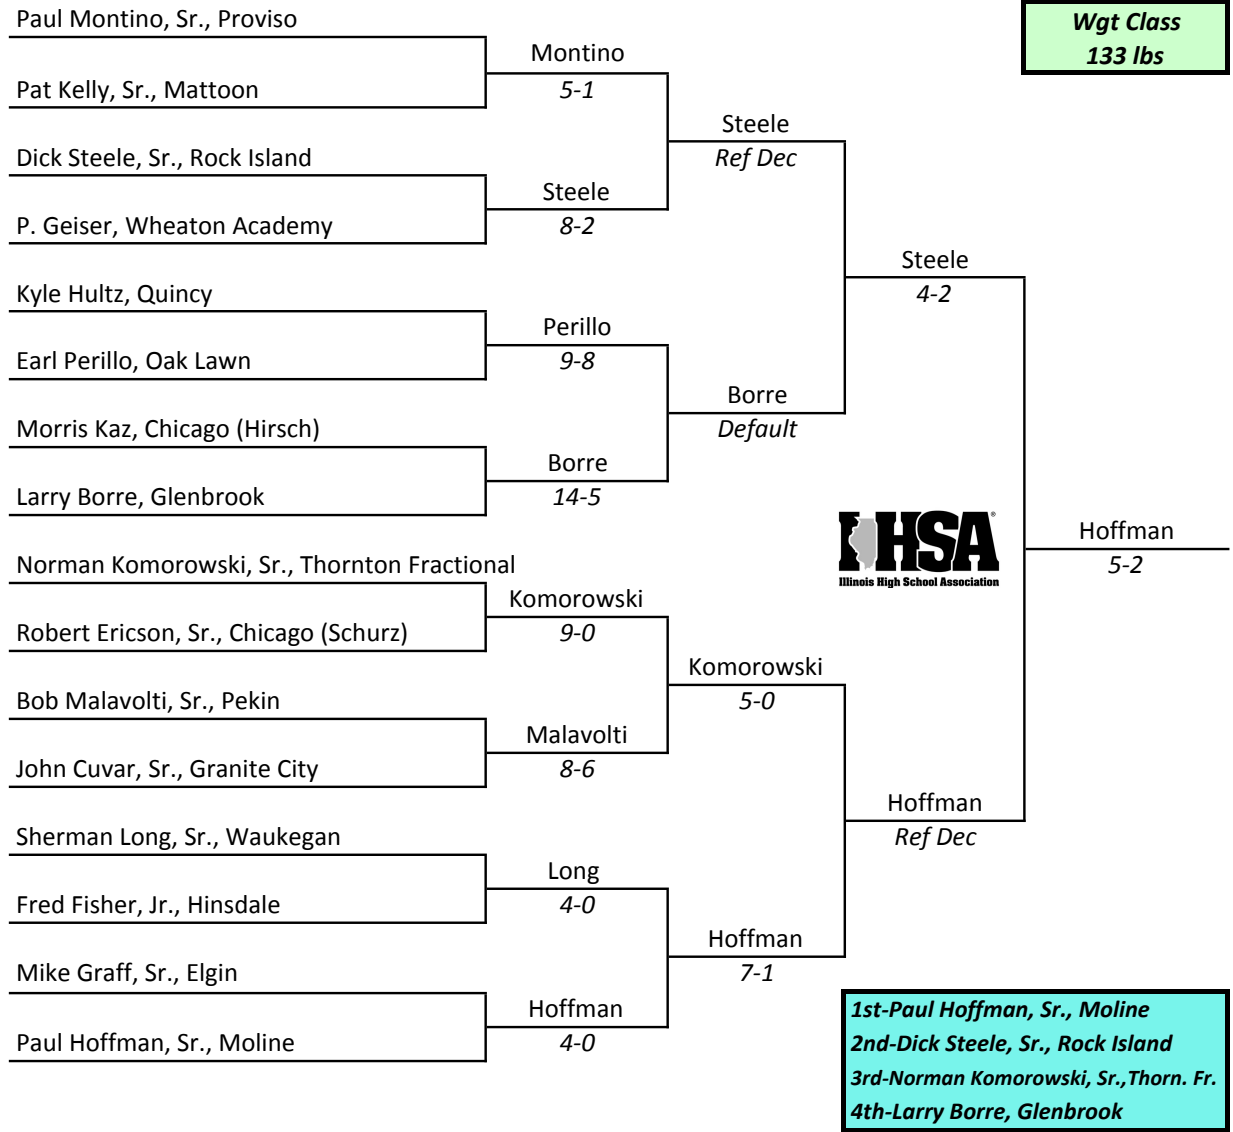 Paul Montino, Sr., Proviso
Wgt Class
133 lbs
Montino
Pat Kelly, Sr., Mattoon
5-1
Steele
Dick Steele, Sr., Rock Island
Ref Dec
Steele
P. Geiser, Wheaton Academy
8-2
Steele
Kyle Hultz, Quincy
4-2
Perillo
Earl Perillo, Oak Lawn
9-8
Borre
Morris Kaz, Chicago (Hirsch)
Default
Borre
Larry Borre, Glenbrook
14-5
IHSA®
Illinois High School Association
Hoffman
5-2
Norman Komorowski, Sr., Thornton Fractional
Komorowski
Robert Ericson, Sr., Chicago (Schurz)
9-0
Komorowski
Bob Malavolti, Sr., Pekin
5-0
Malavolti
John Cuvar, Sr., Granite City
8-6
Hoffman
Sherman Long, Sr., Waukegan
Ref Dec
Long
Fred Fisher, Jr., Hinsdale
4-0
Hoffman
Mike Graff, Sr., Elgin
7-1
Hoffman
Paul Hoffman, Sr., Moline
4-0
1st-Paul Hoffman, Sr., Moline
2nd-Dick Steele, Sr., Rock Island
3rd-Norman Komorowski, Sr.,Thorn. Fr.
4th-Larry Borre, Glenbrook